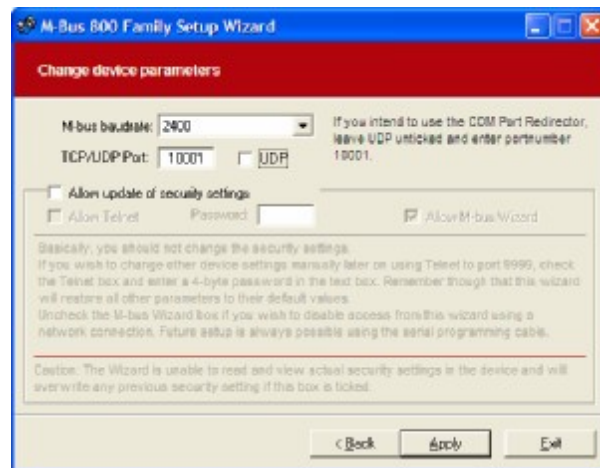 M-Bus 800 Family Setup Wizard
Change device parameters
M-bus baudrate: 2400
If you intend to use the COM Port Redirector,
leave UDP unticked and enter portnumber
10001.
TCP/UDP Port: 10001 UDP
Allow update of security settings
Allow Telnet Password: Allow M-bus Wizard
Basically, you should not change the security settings.
If you wish to change other device settings manually later on using Telnet to port 9999, check
the Telnet box and enter a 4-byte password in the text box. Remember though that this wizard
will restore all other parameters to their default values.
Uncheck the M-bus Wizard box if you wish to disable access from this wizard using a
network connection. Future setup is always possible using the serial programming cable.
Caution: The Wizard is unable to read and view actual security settings in the device and will
overwrite any previous security setting if this box is ticked.
< Back Apply Exit